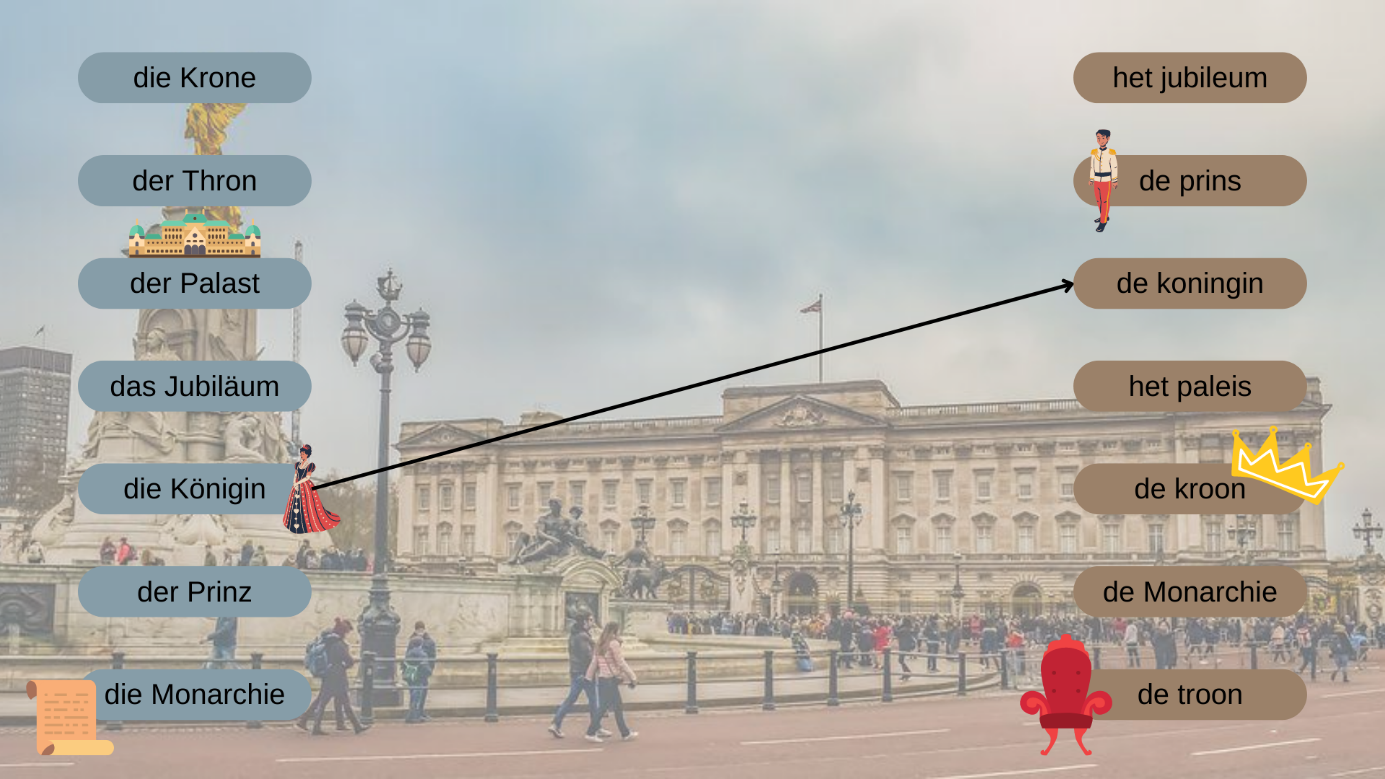 die Krone
der Thron
der Palast
das Jubiläum
die Königin
der Prinz
die Monarchie
het jubileum
de prins
de koningin
het paleis
de kroon
de Monarchie
de troon